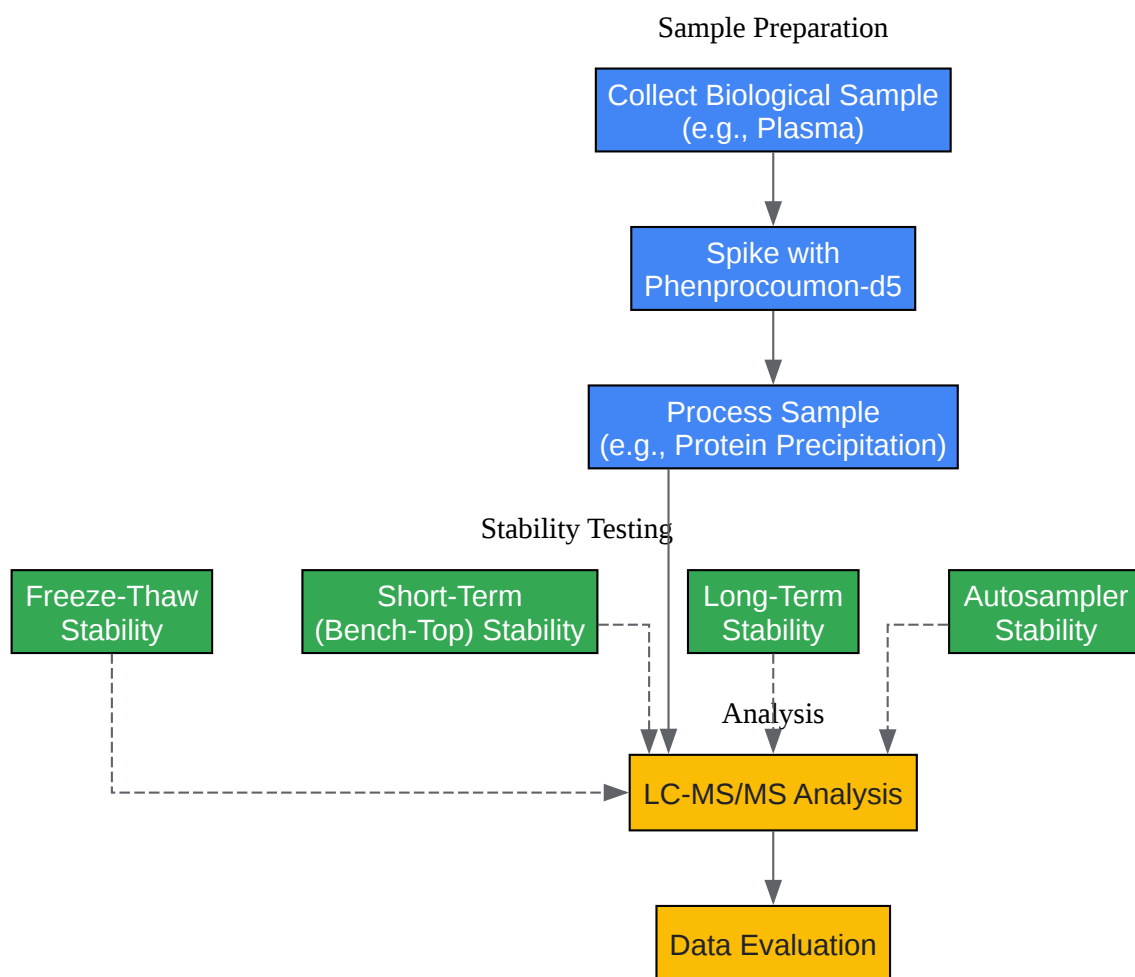 Sample Preparation
Collect Biological Sample
(e.g., Plasma)
Spike with
Phenprocoumon-d5
Process Sample
(e.g., Protein Precipitation)
Stability Testing
Freeze-Thaw
Stability
Short-Term
(Bench-Top) Stability
Long-Term
Stability
Autosampler
Stability
Analysis
LC-MS/MS Analysis
Data Evaluation